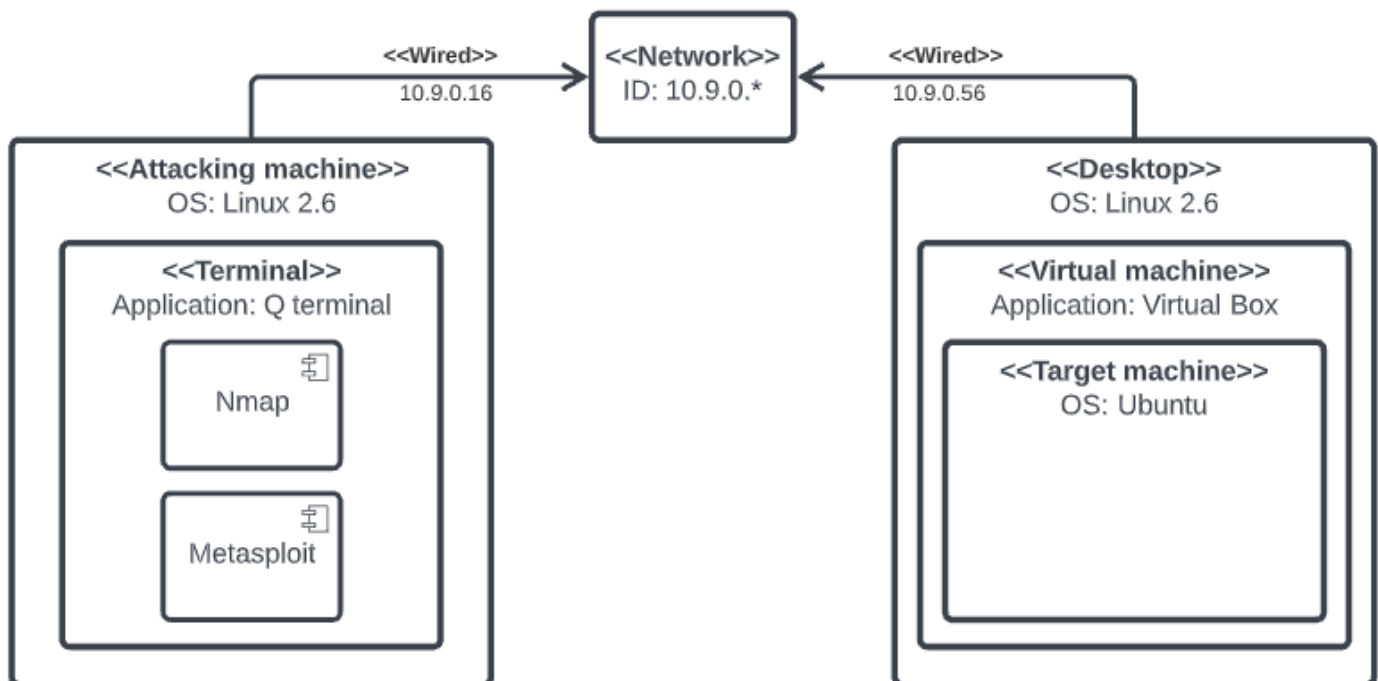 <<Wired>>
10.9.0.16
<<Network>>
ID: 10.9.0.*
<<Wired>>
10.9.0.56
<<Attacking machine>>
OS: Linux 2.6
<<Terminal>>
Application: Q terminal
Nmap
Metasploit
<<Desktop>>
OS: Linux 2.6
<<Virtual machine>>
Application: Virtual Box
<<Target machine>>
OS: Ubuntu